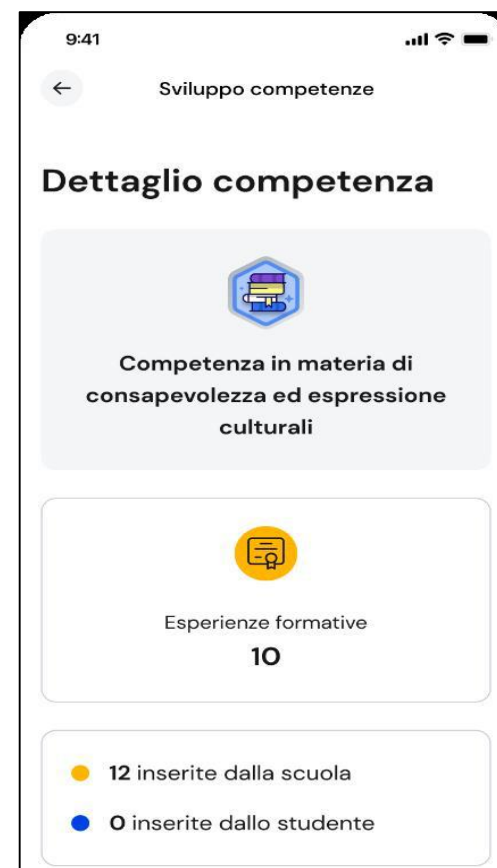 9:41
Sviluppo competenze
Dettaglio competenza
Competenza in materia di
consapevolezza ed espressione
culturali
Esperienze formative
10
12 inserite dalla scuola
0 inserite dallo studente